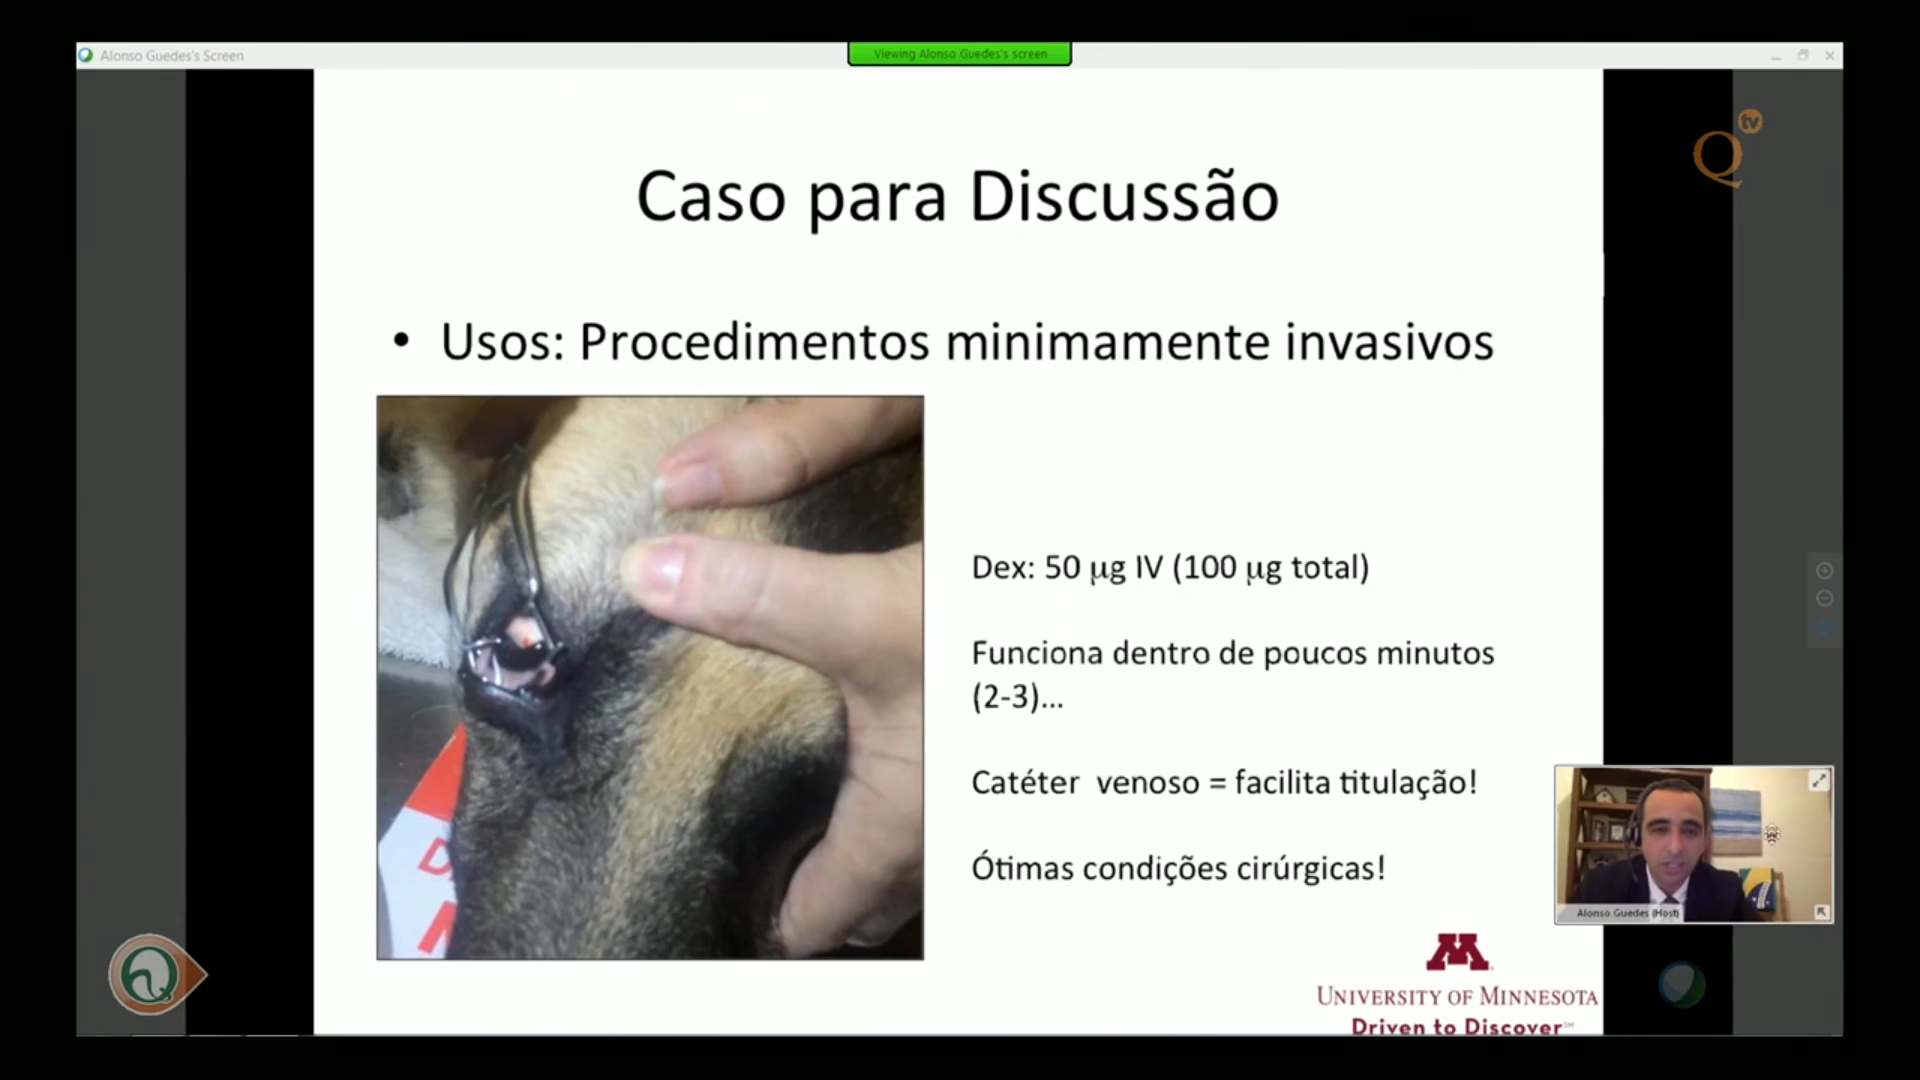 Alonso Guedes's Screen
Viewing Alonso Guedes's screen
tv
Q
Caso para Discussão
• Usos: Procedimentos minimamente invasivos
Dex: 50 μg IV (100 μg total)
Funciona dentro de poucos minutos
(2-3)...
Catéter venoso = facilita titulação!
Ótimas condições cirúrgicas!
Alonso Guedes (Host)
M
UNIVERSITY OF MINNESOTA
Driven to Discover℠